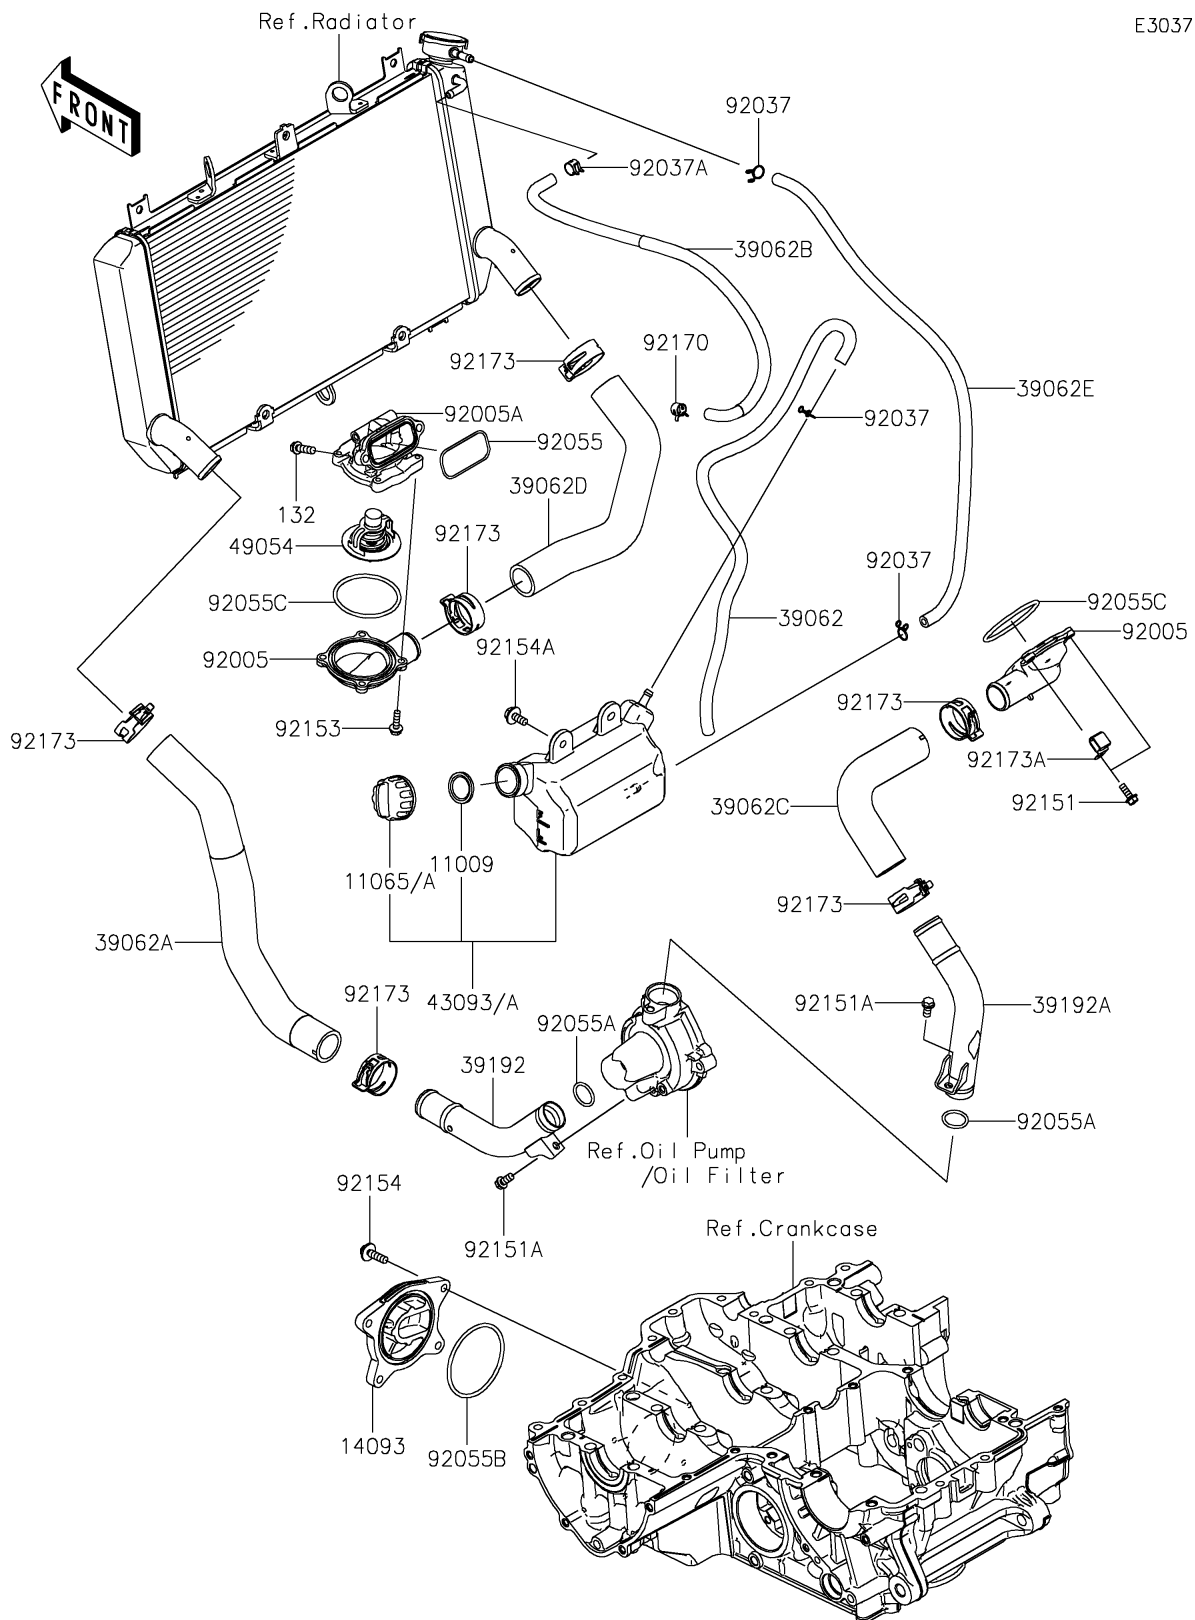 Ref.Radiator
E3037
FRONT
92037
92037A
39062B
92173
92170
39062E
92005A
92037
92055
132
39062D
49054
92173
92037
92055C
92055C
39062
92005
92005
92154A
92173
92153
92173
92173A
39062C
92151
11009
11065/A
92173
39062A
92173
43093/A
92151A
39192A
92055A
39192
92055A
Ref.Oil Pump
/Oil Filter
92154
92151A
Ref.Crankcase
14093
92055B